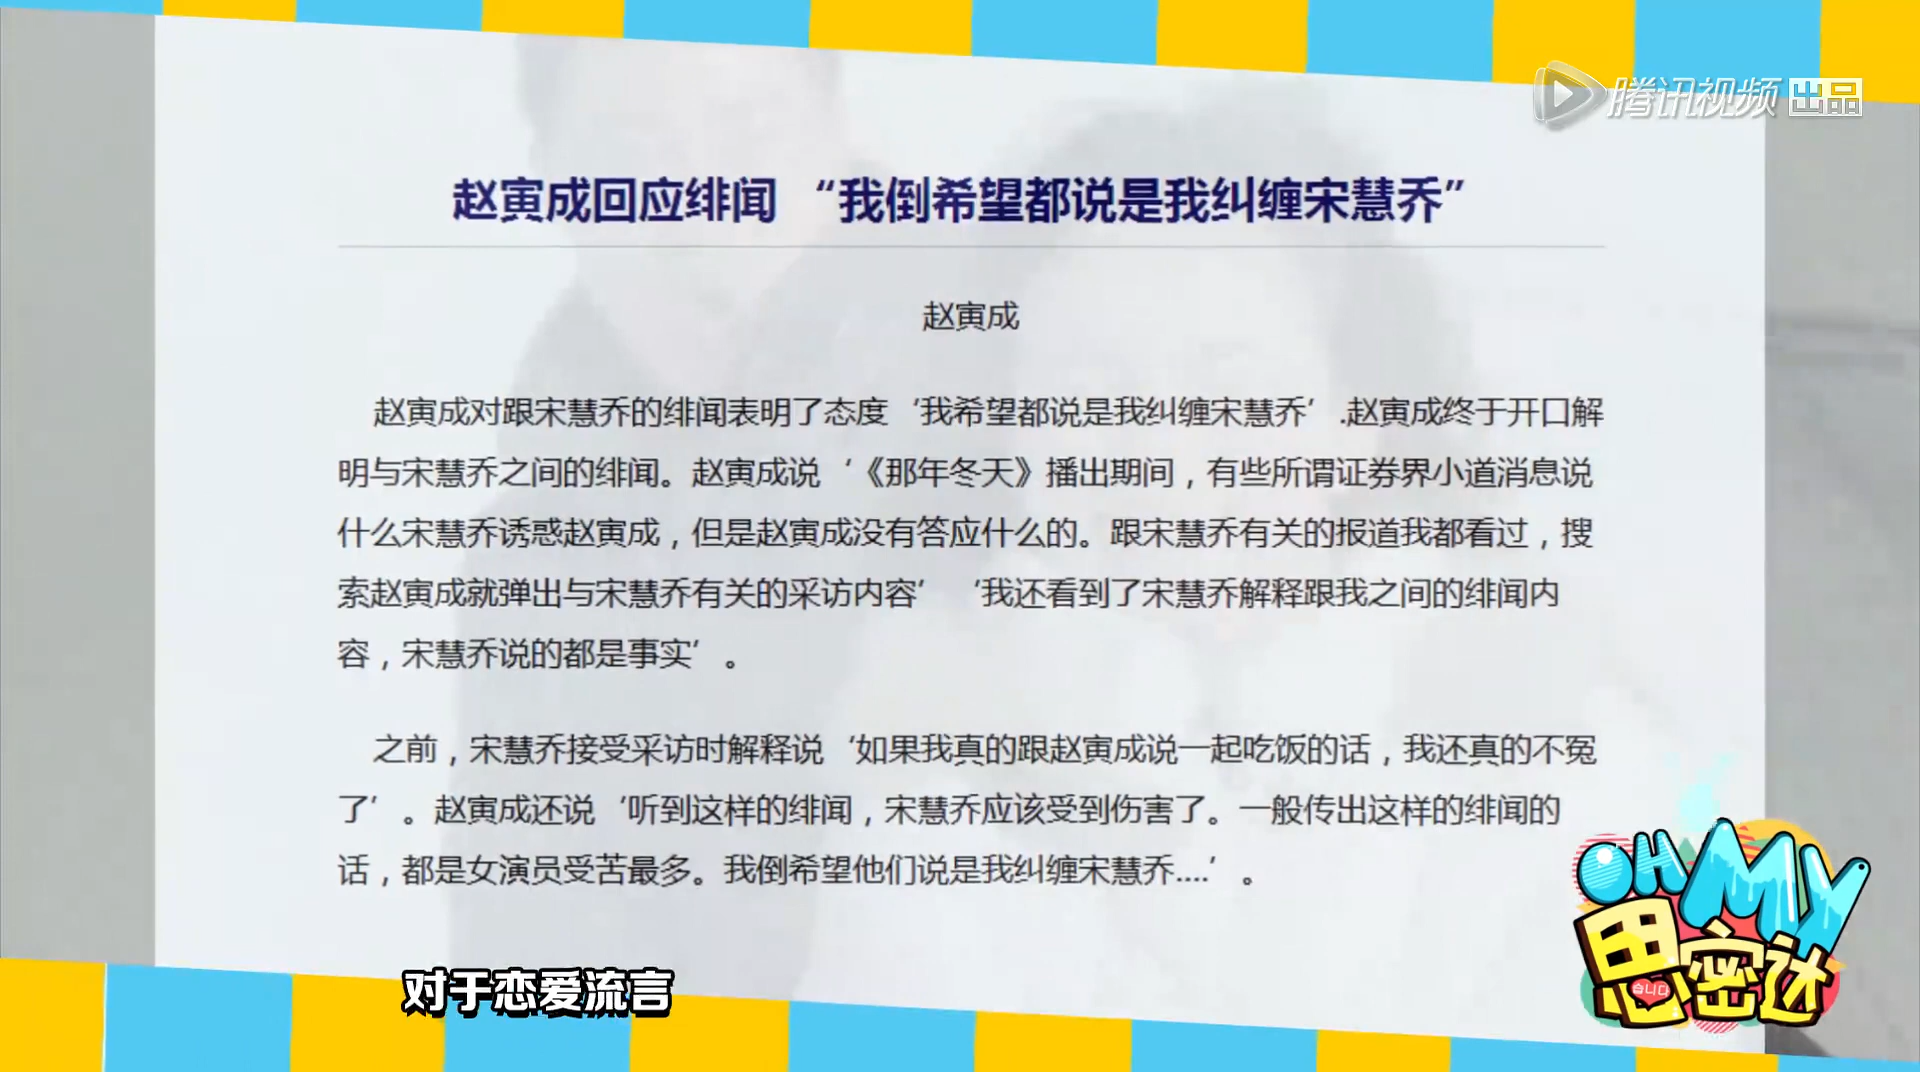 腾讯视频 出品
赵寅成回应绯闻 “我倒希望都说是我纠缠宋慧乔”
赵寅成
赵寅成对跟宋慧乔的绯闻表明了态度‘我希望都说是我纠缠宋慧乔’.赵寅成终于开口解
明与宋慧乔之间的绯闻。赵寅成说‘《那年冬天》播出期间，有些所谓证券界小道消息说
什么宋慧乔诱惑赵寅成，但是赵寅成没有答应什么的。跟宋慧乔有关的报道我都看过，搜
索赵寅成就弹出与宋慧乔有关的采访内容’ ‘我还看到了宋慧乔解释跟我之间的绯闻内
容，宋慧乔说的都是事实’。
之前，宋慧乔接受采访时解释说‘如果我真的跟赵寅成说一起吃饭的话，我还真的不冤
了’。赵寅成还说‘听到这样的绯闻，宋慧乔应该受到伤害了。一般传出这样的绯闻的
话，都是女演员受苦最多。我倒希望他们说是我纠缠宋慧乔....’。
OH MY
思密达
습니다
对于恋爱流言